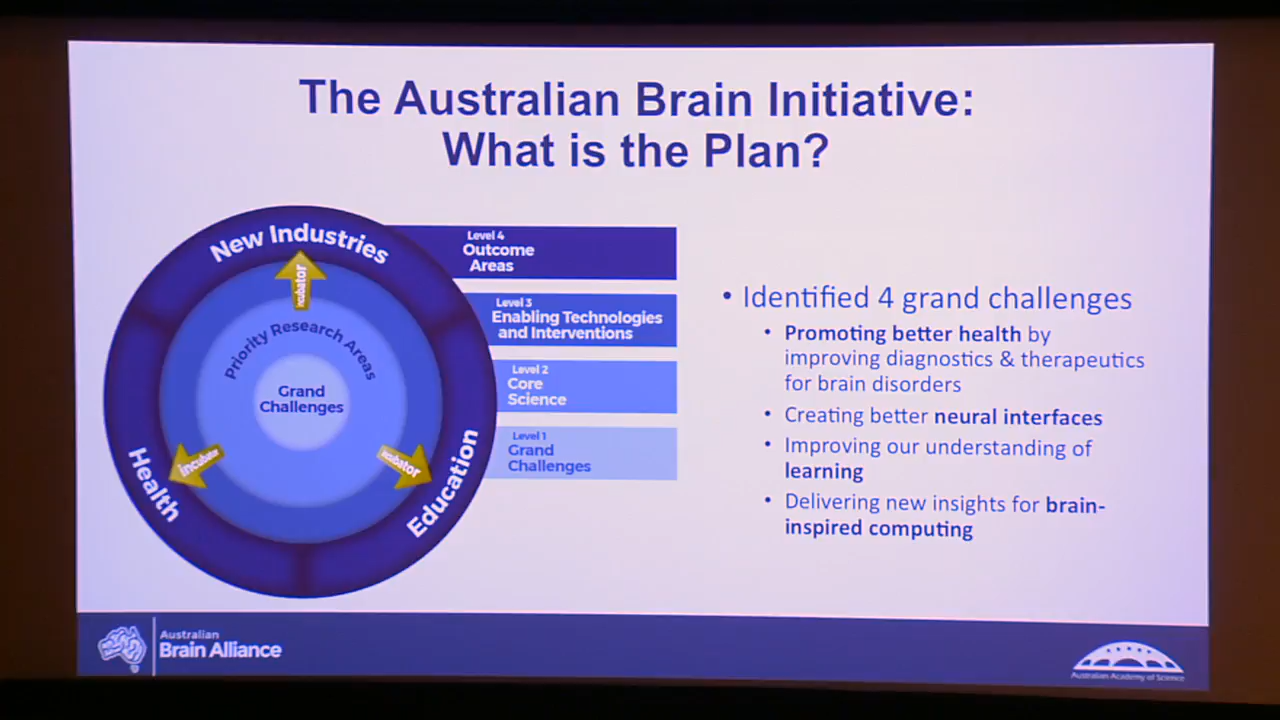 The Australian Brain Initiative:
What is the Plan?
New Industries
Health
Education
incubator
Priority Research Areas
Grand
Challenges
Level 4
Outcome
Areas
Level 3
Enabling Technologies
and Interventions
Level 2
Core
Science
Level 1
Grand
Challenges
• Identified 4 grand challenges
• Promoting better health by
improving diagnostics & therapeutics
for brain disorders
• Creating better neural interfaces
• Improving our understanding of
learning
• Delivering new insights for brain-
inspired computing
Australian
Brain Alliance
Australian Academy of Science